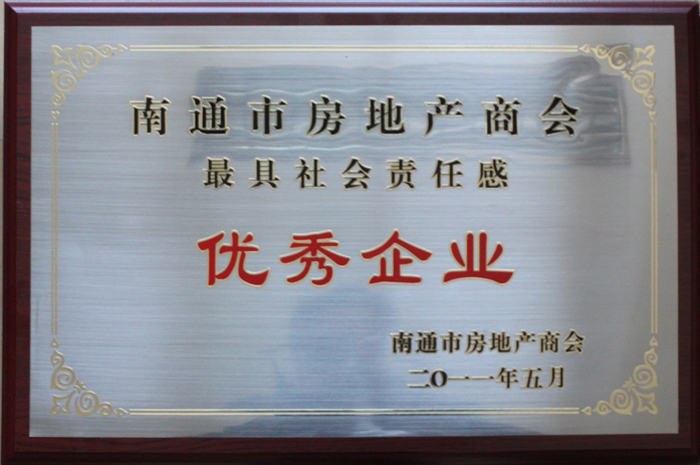 南通市房地产商会
最具社会责任感
优秀企业
南通市房地产商会
二O一一年五月